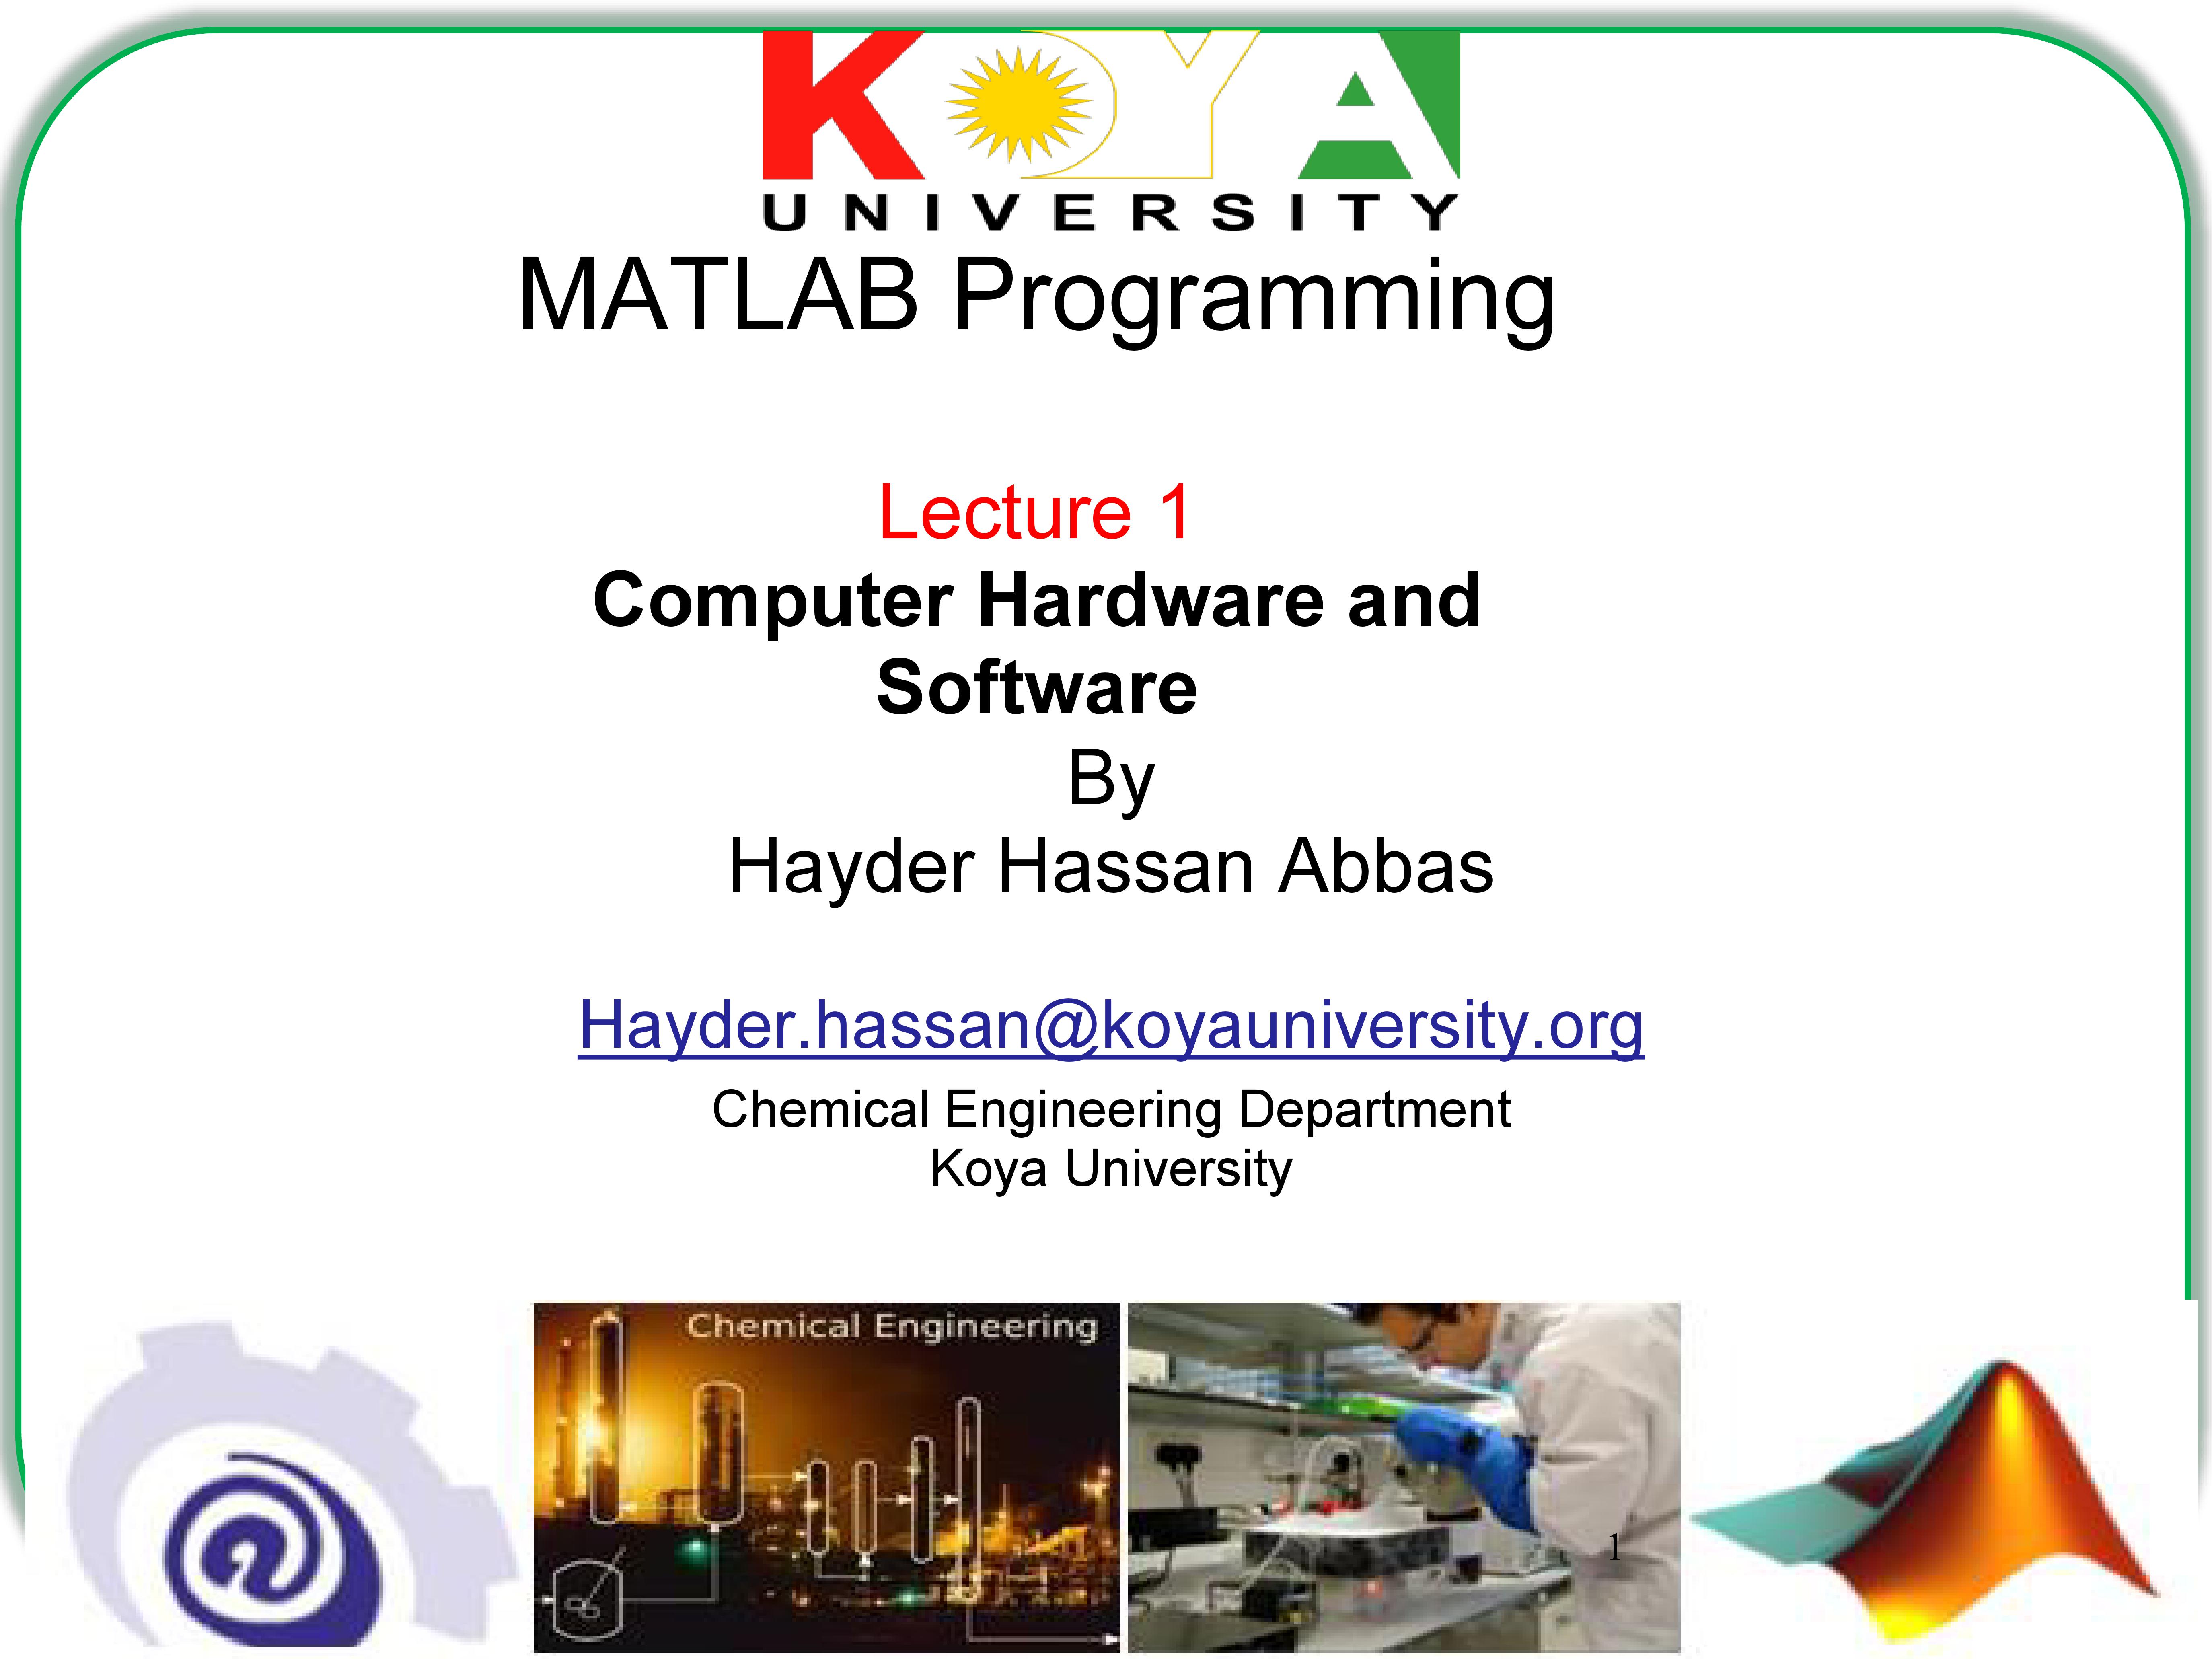 KOYA
UNIVERSITY
MATLAB Programming
Lecture 1
Computer Hardware and
Software
By
Hayder Hassan Abbas
Hayder.hassan@koyauniversity.org
Chemical Engineering Department
Koya University
Chemical Engineering
1